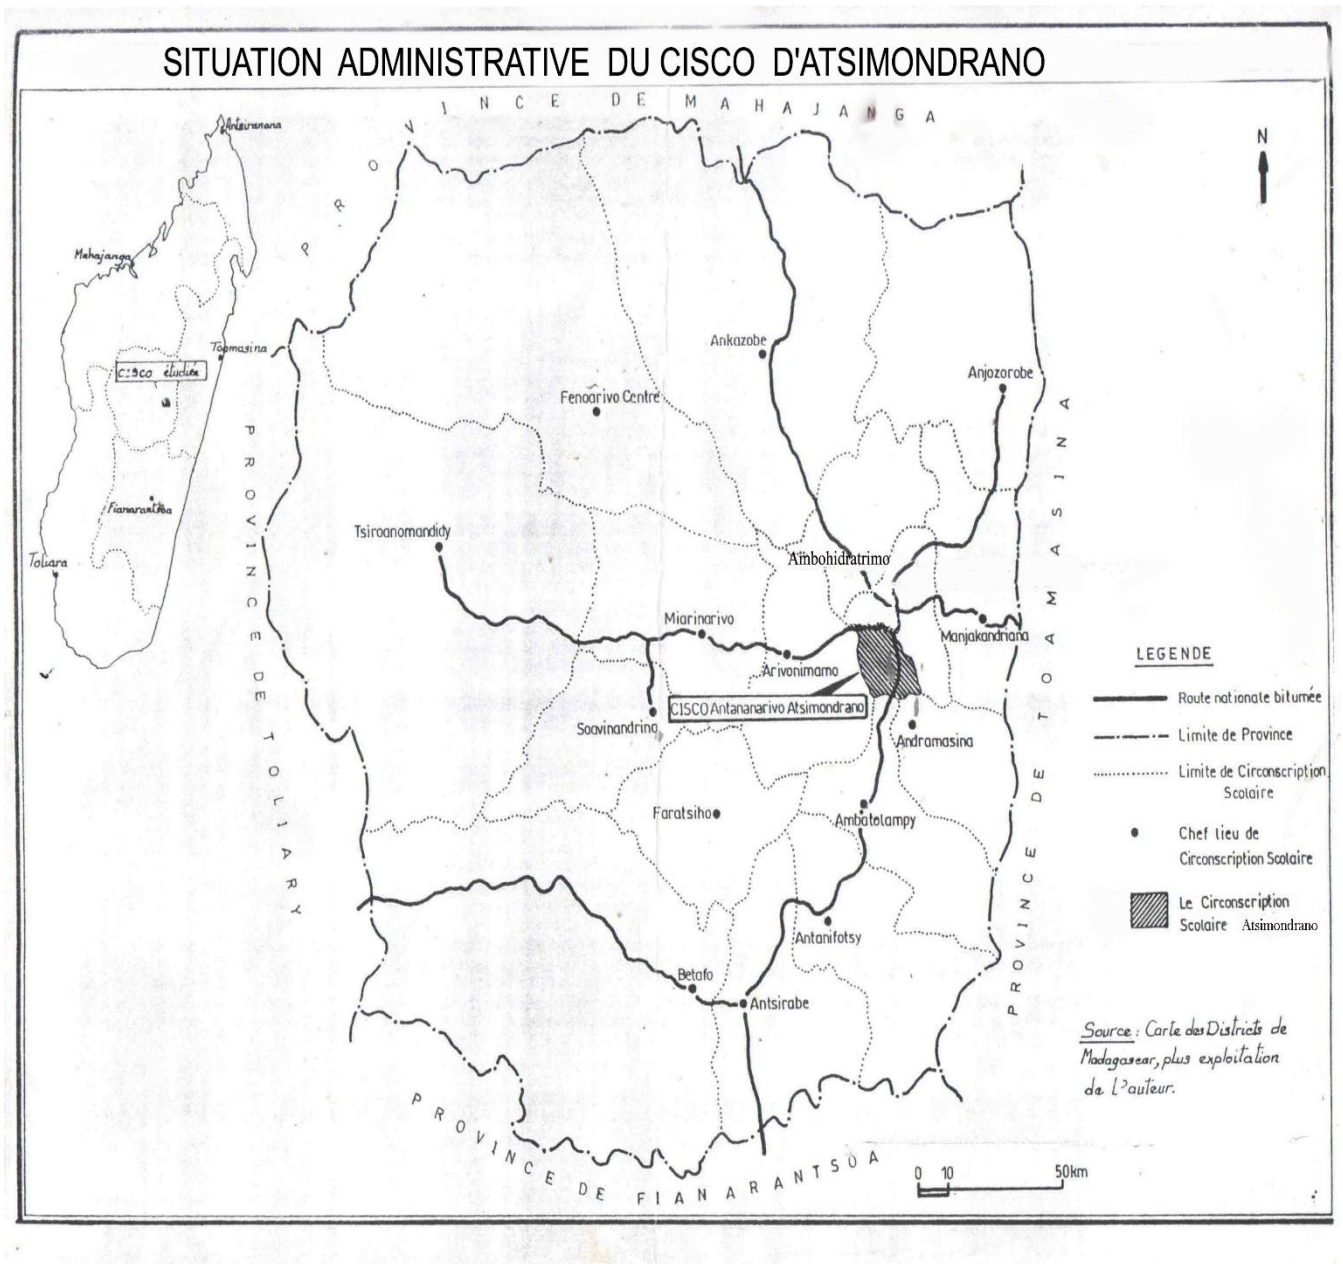 SITUATION ADMINISTRATIVE DU CISCO D'ATSIMONDRANO
PROVINCE DE MAHAJANGA
N
Antsiranana
Mahajanga
Toamasina
CISCO étudiée
Fianarantsoa
Toliara
PROVINCE DE TOLIARY
Ankazobe
Anjozorobe
Fenoarivo Centre
Tsiroanomandidy
Ambohidratrimo
Miarinarivo
Manjakandriana
Arivonimamo
CISCO Antananarivo Atsimondrano
Soavinandrina
Andramasina
Faratsiho
Ambatolampy
Antanifotsy
Betafo
Antsirabe
PROVINCE DE TOAMASINA
PROVINCE DE FIANARANTSOA
LEGENDE
Route nationale bitumée
Limite de Province
Limite de Circonscription
Scolaire
Chef lieu de
Circonscription Scolaire
Le Circonscription
Scolaire Atsimondrano
Source: Carte des Districts de
Madagascar, plus exploitation
de l'auteur.
0 10 50km